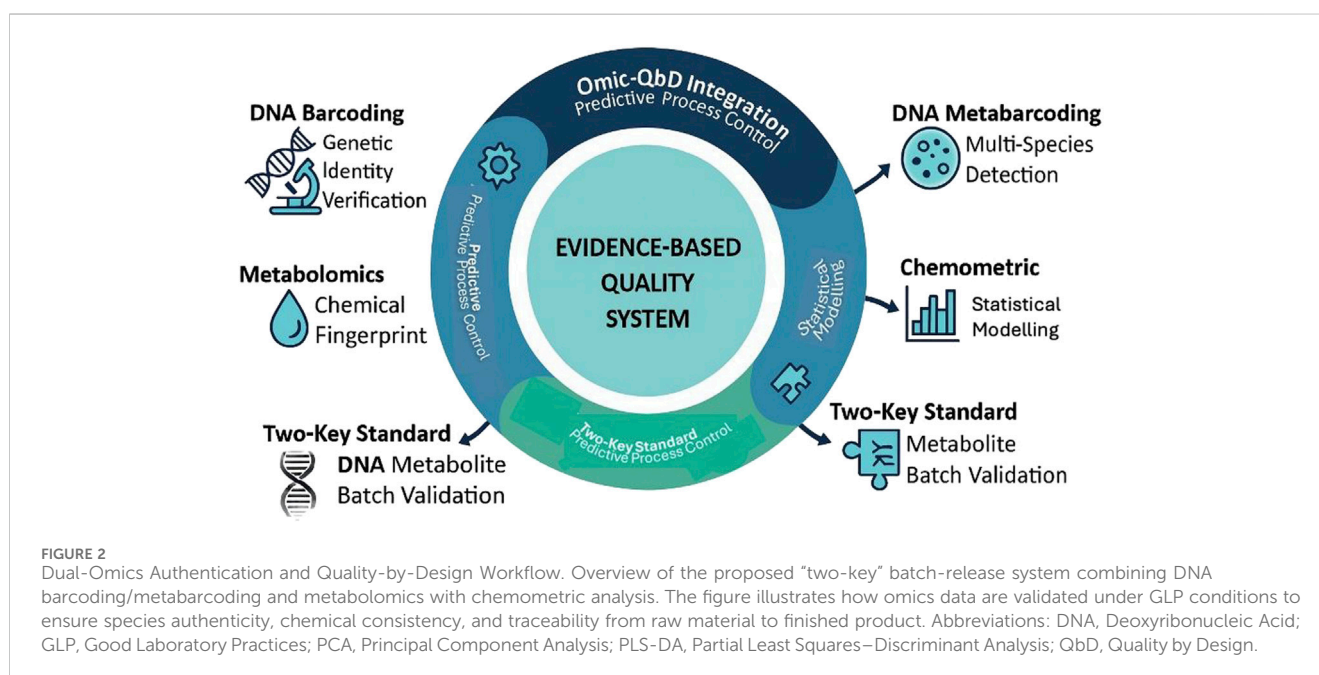 Omic-QbD Integration
Predictive Process Control
DNA Barcoding
Genetic
Identity
Verification
DNA Metabarcoding
Multi-Species
Detection
Predictive
Predictive Process Control
EVIDENCE-BASED
QUALITY
SYSTEM
Statistical
Modelling
Metabolomics
Chemical
Fingerprint
Chemometric
Statistical
Modelling
Two-Key Standard
DNA Metabolite
Batch Validation
Two-Key Standard
Predictive Process Control
Two-Key Standard
Metabolite
Batch Validation
FIGURE 2
Dual-Omics Authentication and Quality-by-Design Workflow. Overview of the proposed “two-key” batch-release system combining DNA
barcoding/metabarcoding and metabolomics with chemometric analysis. The figure illustrates how omics data are validated under GLP conditions to
ensure species authenticity, chemical consistency, and traceability from raw material to finished product. Abbreviations: DNA, Deoxyribonucleic Acid;
GLP, Good Laboratory Practices; PCA, Principal Component Analysis; PLS-DA, Partial Least Squares–Discriminant Analysis; QbD, Quality by Design.